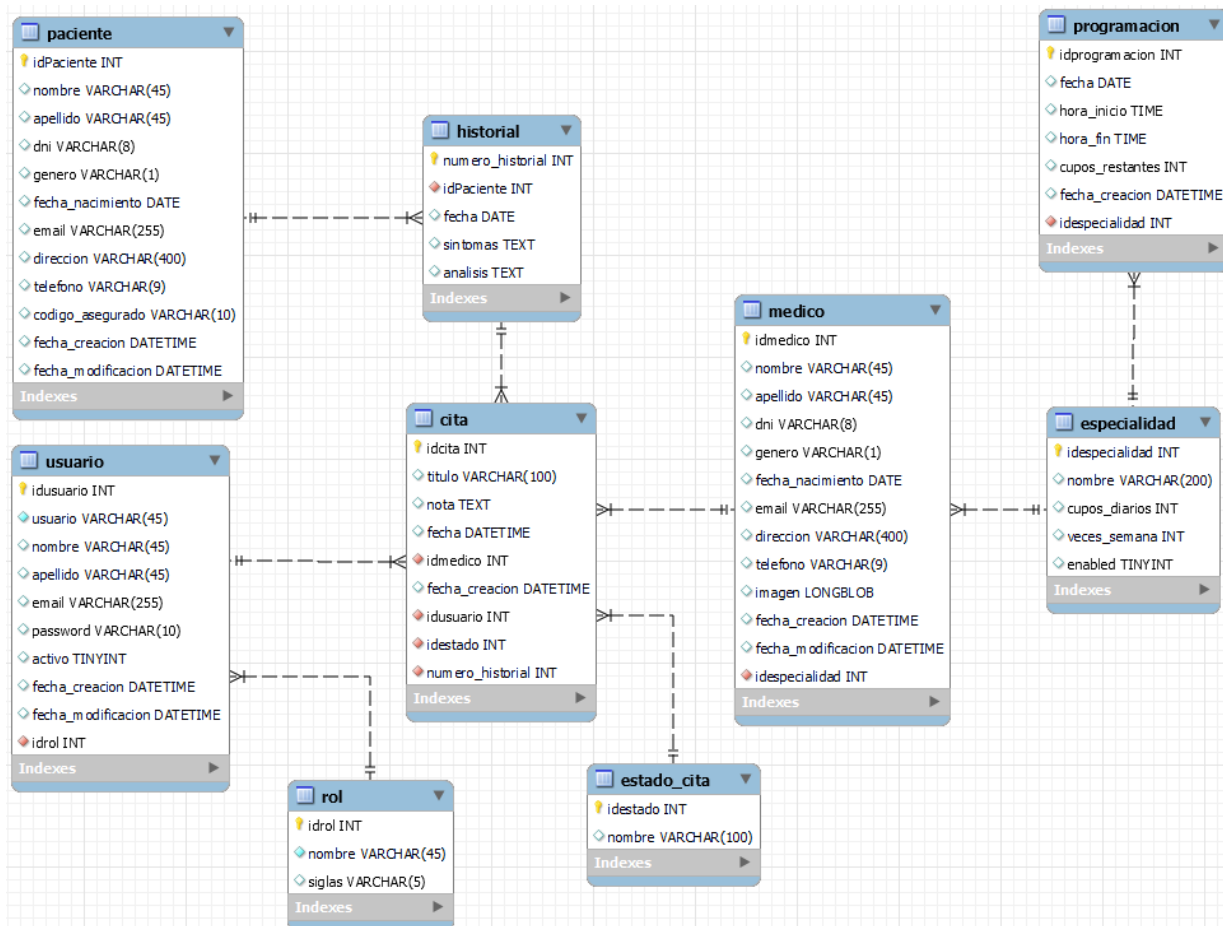 paciente
idPaciente INT
nombre VARCHAR(45)
apellido VARCHAR(45)
dni VARCHAR(8)
genero VARCHAR(1)
fecha_nacimiento DATE
email VARCHAR(255)
direccion VARCHAR(400)
telefono VARCHAR(9)
codigo_asegurado VARCHAR(10)
fecha_creacion DATETIME
fecha_modificacion DATETIME
Indexes
historial
numero_historial INT
idPaciente INT
fecha DATE
sintomas TEXT
analisis TEXT
Indexes
programacion
idprogramacion INT
fecha DATE
hora_inicio TIME
hora_fin TIME
cupos_restantes INT
fecha_creacion DATETIME
idespecialidad INT
Indexes
medico
idmedico INT
nombre VARCHAR(45)
apellido VARCHAR(45)
dni VARCHAR(8)
genero VARCHAR(1)
fecha_nacimiento DATE
email VARCHAR(255)
direccion VARCHAR(400)
telefono VARCHAR(9)
imagen LONGBLOB
fecha_creacion DATETIME
fecha_modificacion DATETIME
idespecialidad INT
Indexes
cita
idcita INT
titulo VARCHAR(100)
nota TEXT
fecha DATETIME
idmedico INT
fecha_creacion DATETIME
idusuario INT
idestado INT
numero_historial INT
Indexes
especialidad
idespecialidad INT
nombre VARCHAR(200)
cupos_diarios INT
veces_semana INT
enabled TINYINT
Indexes
usuario
idusuario INT
usuario VARCHAR(45)
nombre VARCHAR(45)
apellido VARCHAR(45)
email VARCHAR(255)
password VARCHAR(10)
activo TINYINT
fecha_creacion DATETIME
fecha_modificacion DATETIME
idrol INT
Indexes
rol
idrol INT
nombre VARCHAR(45)
siglas VARCHAR(5)
Indexes
estado_cita
idestado INT
nombre VARCHAR(100)
Indexes